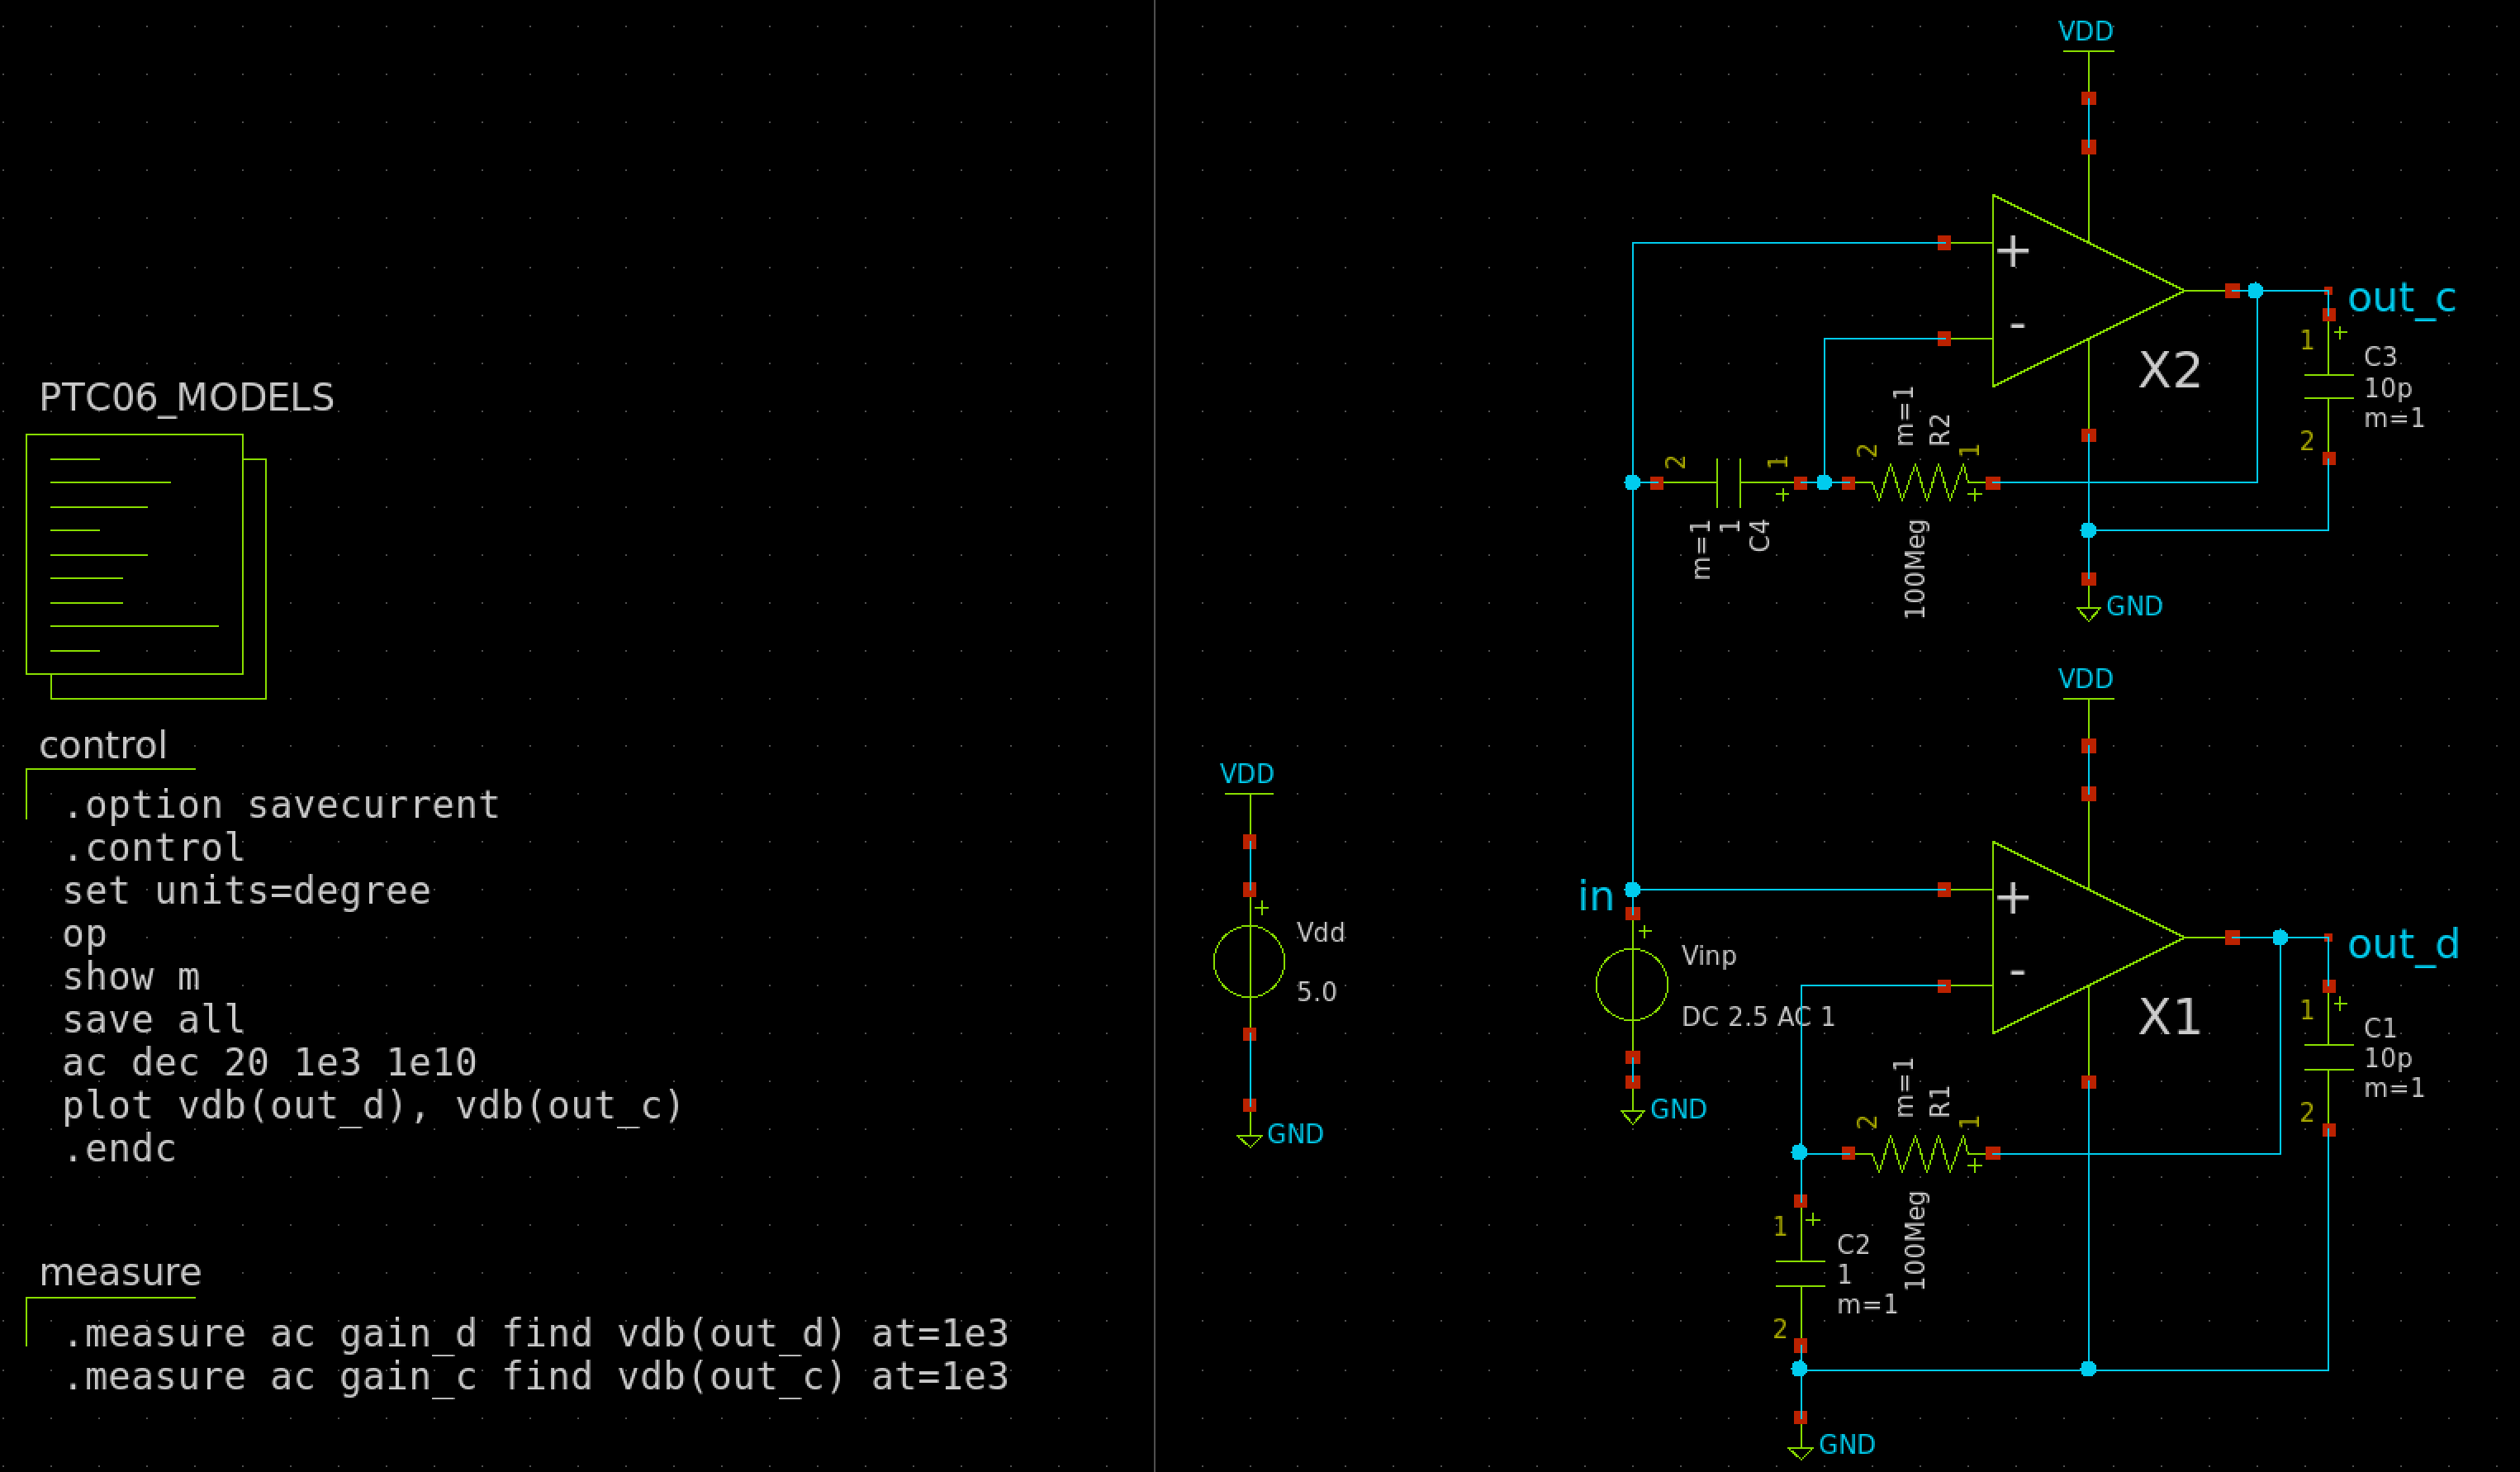 PTC06_MODELS
control
.option savecurrent
.control
set units=degree
op
show m
save all
ac dec 20 1e3 1e10
plot vdb(out_d), vdb(out_c)
.endc
measure
.measure ac gain_d find vdb(out_d) at=1e3
.measure ac gain_c find vdb(out_c) at=1e3
VDD
+
Vdd
5.0
GND
VDD
+
-
X2
out_c
1
+
C3
10p
m=1
2
2
1
+
m=1
1
C4
2
m=1
R2
1
+
100Meg
GND
in
+
Vinp
DC 2.5 AC 1
GND
VDD
+
-
X1
out_d
1
+
C1
10p
m=1
2
2
m=1
R1
1
+
100Meg
1
+
C2
1
m=1
2
GND